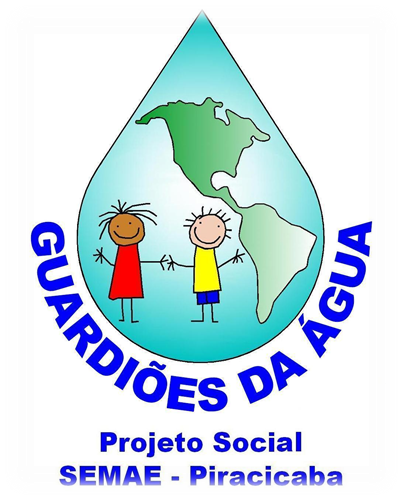 GUARDIÕES DA ÁGUA
Projeto Social
SEMAE - Piracicaba